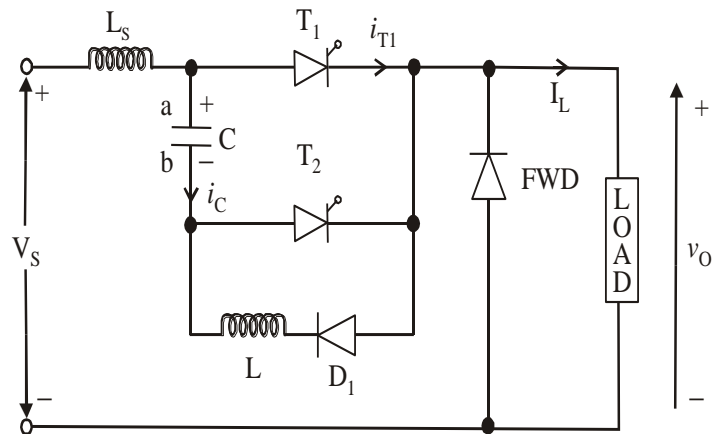 L_S
T_1
i_T1
+
a
+
I_L
+
C
b
−
T_2
FWD
i_C
V_S
LOAD
v_O
L
D_1
−
−